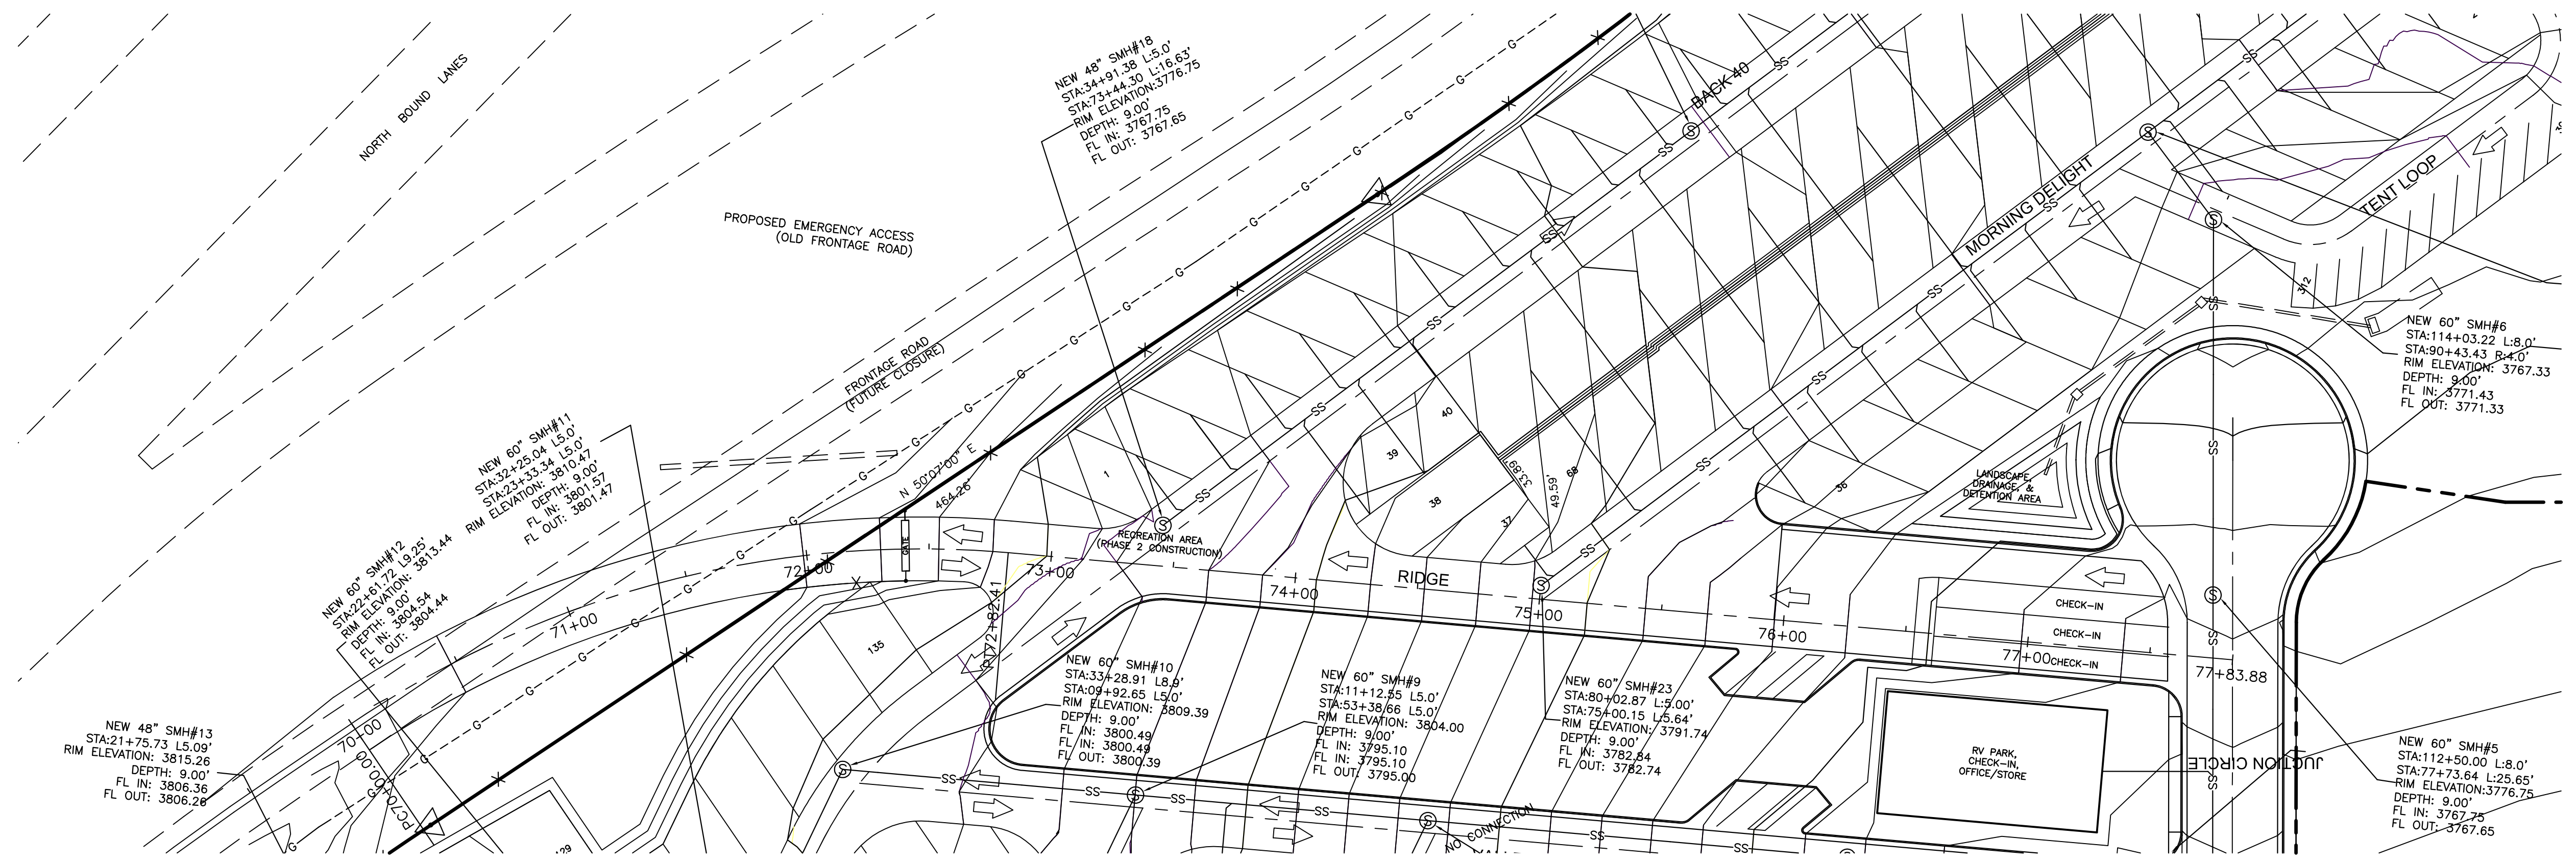 NORTH BOUND LANES
NEW 48" SMH#18
STA:34+91.38 L:5.0'
STA:73+44.30 L:16.63'
RIM ELEVATION:3776.75
DEPTH: 9.00'
FL IN: 3767.75
FL OUT: 3767.65
PROPOSED EMERGENCY ACCESS
(OLD FRONTAGE ROAD)
FRONTAGE ROAD
(FUTURE CLOSURE)
BACK 40
MORNING DELIGHT
TENT LOOP
312
NEW 60" SMH#6
STA:114+03.22 L:8.0'
STA:90+43.43 R:4.0'
RIM ELEVATION: 3767.33
DEPTH: 9.00'
FL IN: 3771.43
FL OUT: 3771.33
NEW 60" SMH#11
STA:32+25.04 L5.0'
STA:23+33.34 L5.0'
RIM ELEVATION: 3810.47
DEPTH: 9.00'
FL IN: 3801.57
FL OUT: 3801.47
NEW 60" SMH#12
STA:22+61.72 L9.25'
RIM ELEVATION: 3813.44
DEPTH: 9.00'
FL IN: 3804.54
FL OUT: 3804.44
NEW 48" SMH#13
STA:21+75.73 L5.09'
RIM ELEVATION: 3815.26
DEPTH: 9.00'
FL IN: 3806.36
FL OUT: 3806.26
N 50°07'00" E
464.26
GATE
1
RECREATION AREA
(PHASE 2 CONSTRUCTION)
40
39
38
37
33.89
49.59'
68
36
LANDSCAPE,
DRAINAGE, &
DETENTION AREA
70+00
71+00
72+00
73+00
74+00
75+00
76+00
77+00
77+83.88
RIDGE
CHECK-IN
CHECK-IN
CHECK-IN
PT72+82.41
135
129
NEW 60" SMH#10
STA:33+28.91 L8.9'
STA:09+92.65 L5.0'
RIM ELEVATION: 3809.39
DEPTH: 9.00'
FL IN: 3800.49
FL IN: 3800.49
FL OUT: 3800.39
NEW 60" SMH#9
STA:11+12.55 L5.0'
STA:53+38.66 L5.0'
RIM ELEVATION: 3804.00
DEPTH: 9.00'
FL IN: 3795.10
FL IN: 3795.10
FL OUT: 3795.00
NEW 60" SMH#23
STA:80+02.87 L:5.00'
STA:75+00.15 L:5.64'
RIM ELEVATION: 3791.74
DEPTH: 9.00'
FL IN: 3782.84
FL OUT: 3782.74
RV PARK,
CHECK-IN,
OFFICE/STORE
JUCTION CIRCLE
NEW 60" SMH#5
STA:112+50.00 L:8.0'
STA:77+73.64 L:25.65'
RIM ELEVATION:3776.75
DEPTH: 9.00'
FL IN: 3767.75
FL OUT: 3767.65
NO CONNECTION